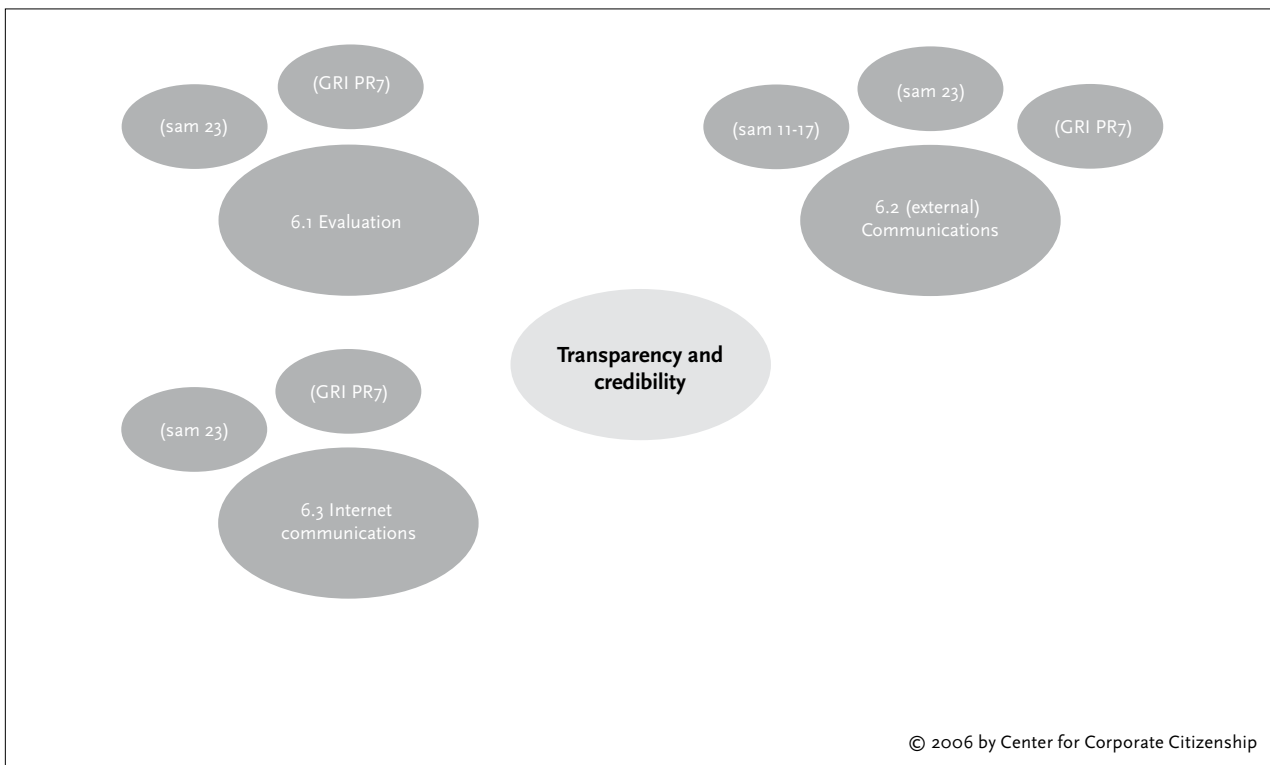 (GRI PR7)
(sam 23)
6.1 Evaluation
(sam 23)
(sam 11-17)
(GRI PR7)
6.2 (external)
Communications
Transparency and
credibility
(GRI PR7)
(sam 23)
6.3 Internet
communications
© 2006 by Center for Corporate Citizenship